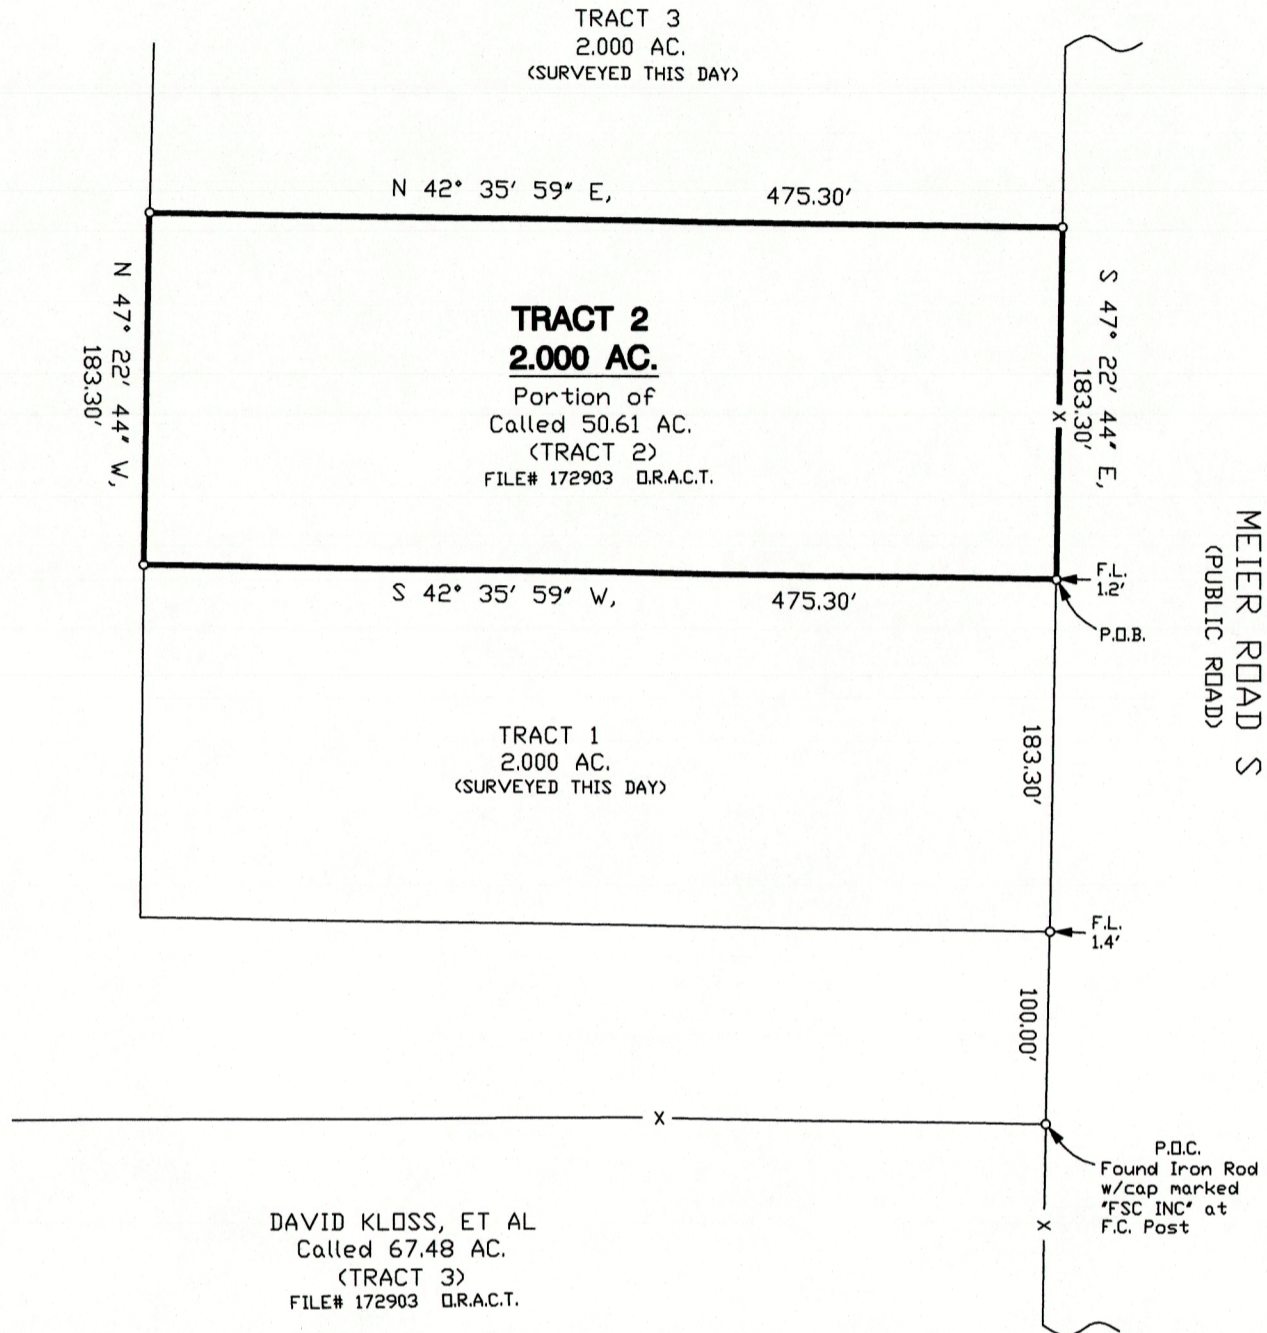 TRACT 3
2.000 AC.
(SURVEYED THIS DAY)
N 42° 35' 59" E, 475.30'
N 47° 22' 44" W,
183.30'
TRACT 2
2.000 AC.
Portion of
Called 50.61 AC.
(TRACT 2)
FILE# 172903 O.R.A.C.T.
S 47° 22' 44" E,
183.30'
X
MEIER ROAD S
(PUBLIC ROAD)
S 42° 35' 59" W, 475.30'
F.L.
1.2'
P.O.B.
TRACT 1
2.000 AC.
(SURVEYED THIS DAY)
183.30'
F.L.
1.4'
100.00'
X
P.O.C.
Found Iron Rod
w/cap marked
"FSC INC" at
F.C. Post
X
DAVID KLOSS, ET AL
Called 67.48 AC.
(TRACT 3)
FILE# 172903 O.R.A.C.T.